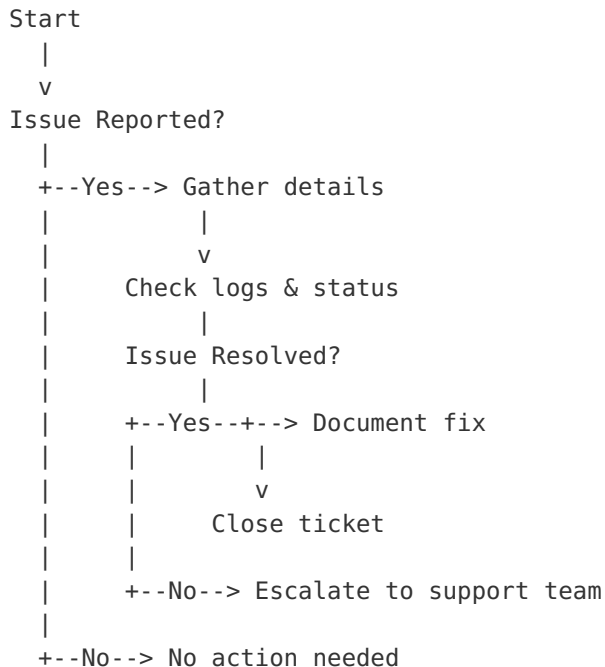 Start
  |
  v
Issue Reported?
  |
  +--Yes--> Gather details
  |          |
  |          v
  |     Check logs & status
  |          |
  |     Issue Resolved?
  |          |
  |     +--Yes--+--> Document fix
  |     |       |
  |     |       v
  |     |    Close ticket
  |     |
  |     +--No--> Escalate to support team
  |
  +--No--> No action needed